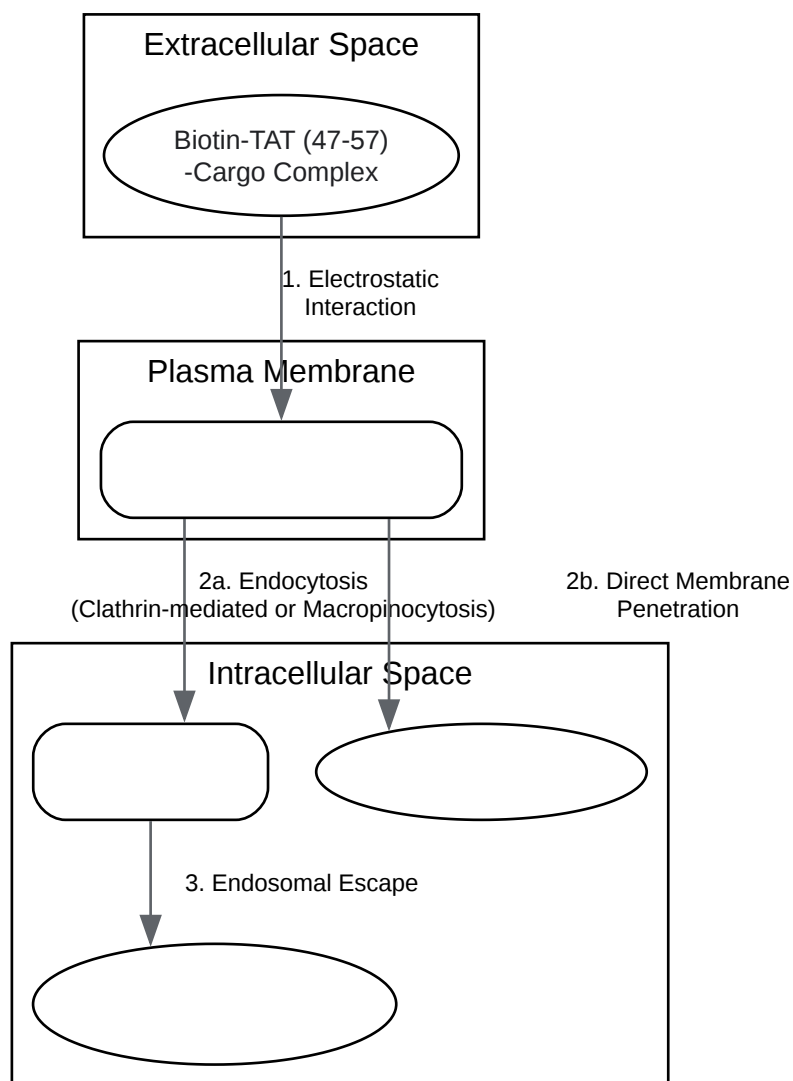 Extracellular Space
Biotin-TAT (47-57)
-Cargo Complex
1. Electrostatic
Interaction
Plasma Membrane
2a. Endocytosis
(Clathrin-mediated or Macropinocytosis)
2b. Direct Membrane
Penetration
Intracellular Space
3. Endosomal Escape